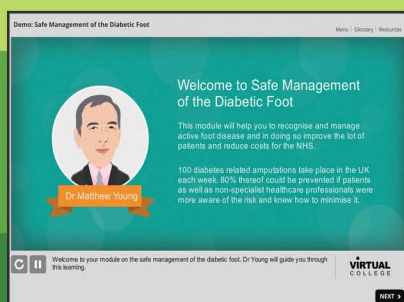 Demo: Safe Management of the Diabetic Foot
Menu | Glossary | Resources
Welcome to Safe Management
of the Diabetic Foot
This module will help you to recognise and manage
active foot disease and in doing so improve the lot of
patients and reduce costs for the NHS.
100 diabetes related amputations take place in the UK
each week. 80% thereof could be prevented if patients
as well as non-specialist healthcare professionals were
more aware of the risk and knew how to minimise it.
Dr Matthew Young
Welcome to your module on the safe management of the diabetic foot. Dr Young will guide you through
this learning.
VIRTUAL
COLLEGE
NEXT >